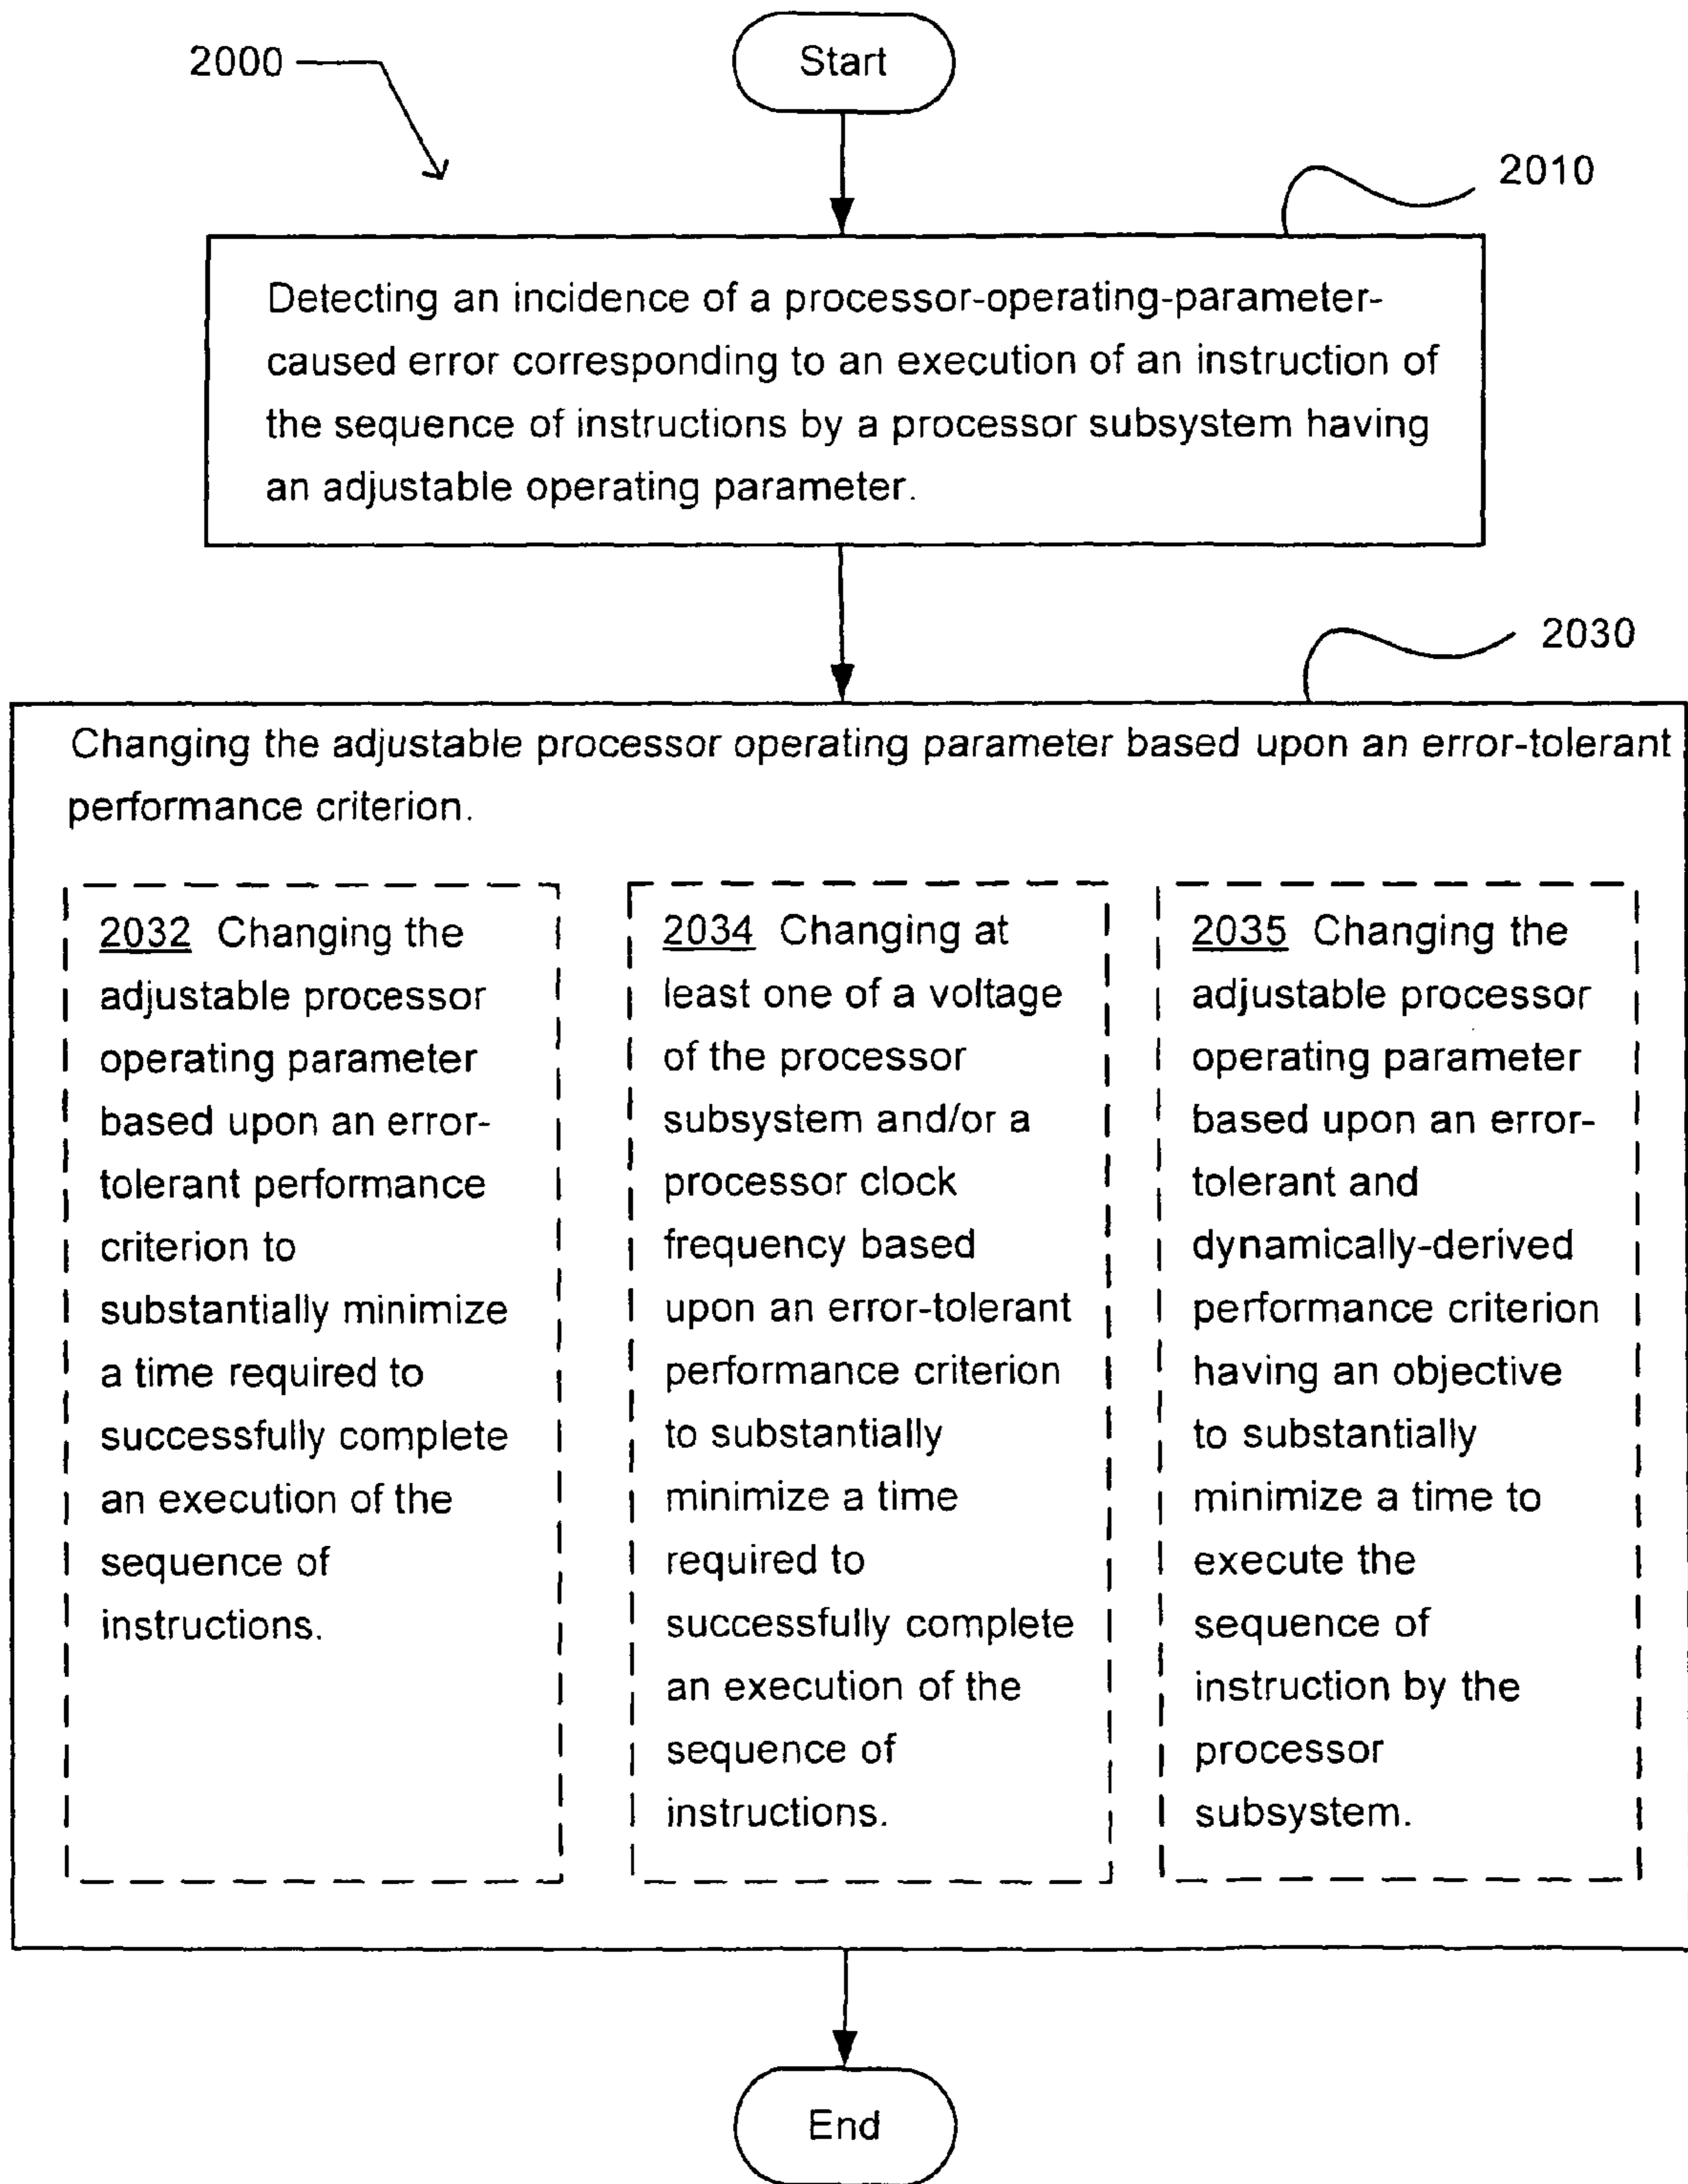 2000
Start
2010
Detecting an incidence of a processor-operating-parameter-
caused error corresponding to an execution of an instruction of
the sequence of instructions by a processor subsystem having
an adjustable operating parameter.
2030
Changing the adjustable processor operating parameter based upon an error-tolerant
performance criterion.
2032 Changing the
adjustable processor
operating parameter
based upon an error-
tolerant performance
criterion to
substantially minimize
a time required to
successfully complete
an execution of the
sequence of
instructions.
2034 Changing at
least one of a voltage
of the processor
subsystem and/or a
processor clock
frequency based
upon an error-tolerant
performance criterion
to substantially
minimize a time
required to
successfully complete
an execution of the
sequence of
instructions.
2035 Changing the
adjustable processor
operating parameter
based upon an error-
tolerant and
dynamically-derived
performance criterion
having an objective
to substantially
minimize a time to
execute the
sequence of
instruction by the
processor
subsystem.
End